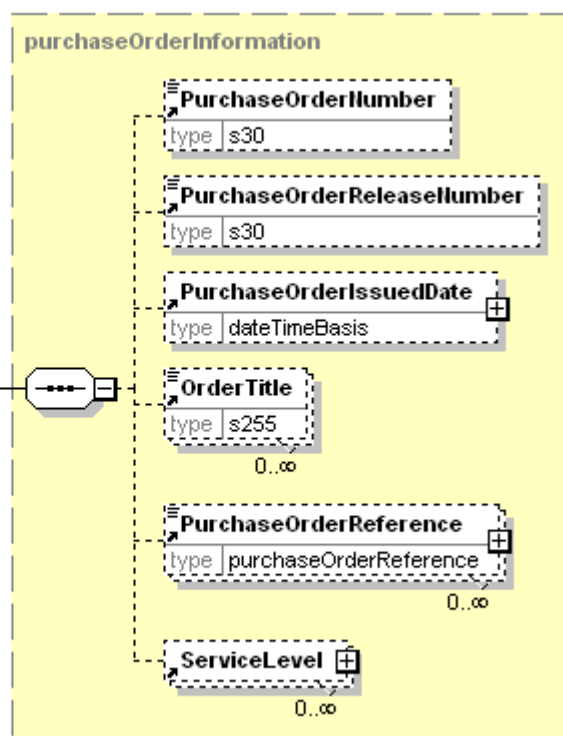 purchaseOrderInformation
PurchaseOrderNumber
type s30
PurchaseOrderReleaseNumber
type s30
PurchaseOrderIssuedDate
type dateTimeBasis
OrderTitle
type s255
0..∞
PurchaseOrderReference
type purchaseOrderReference
0..∞
ServiceLevel
0..∞